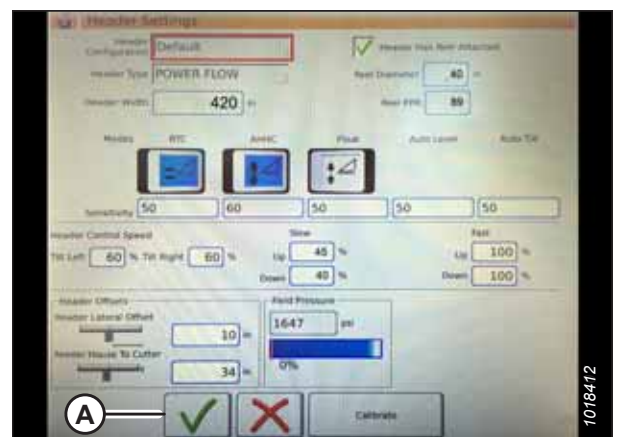 Header Settings
Header Configuration Default
Header Has Reel Attached
Header Type POWER FLOW
Reel Diameter 40 in
Header Width 420 in
Reel PPR 89
Modes RTC AHHC Float Auto Level Auto Tilt
Sensitivity 50 60 50 50 50
Header Control Speed
Slow
Fast
Tilt Left 60 % Tilt Right 60 %
Up 45 %
Up 100 %
Down 40 %
Down 100 %
Header Offsets
Field Pressure
Header Lateral Offset
10 in
1647 psi
Feeder House To Cutter
34 in
0%
A
Calibrate
1018412